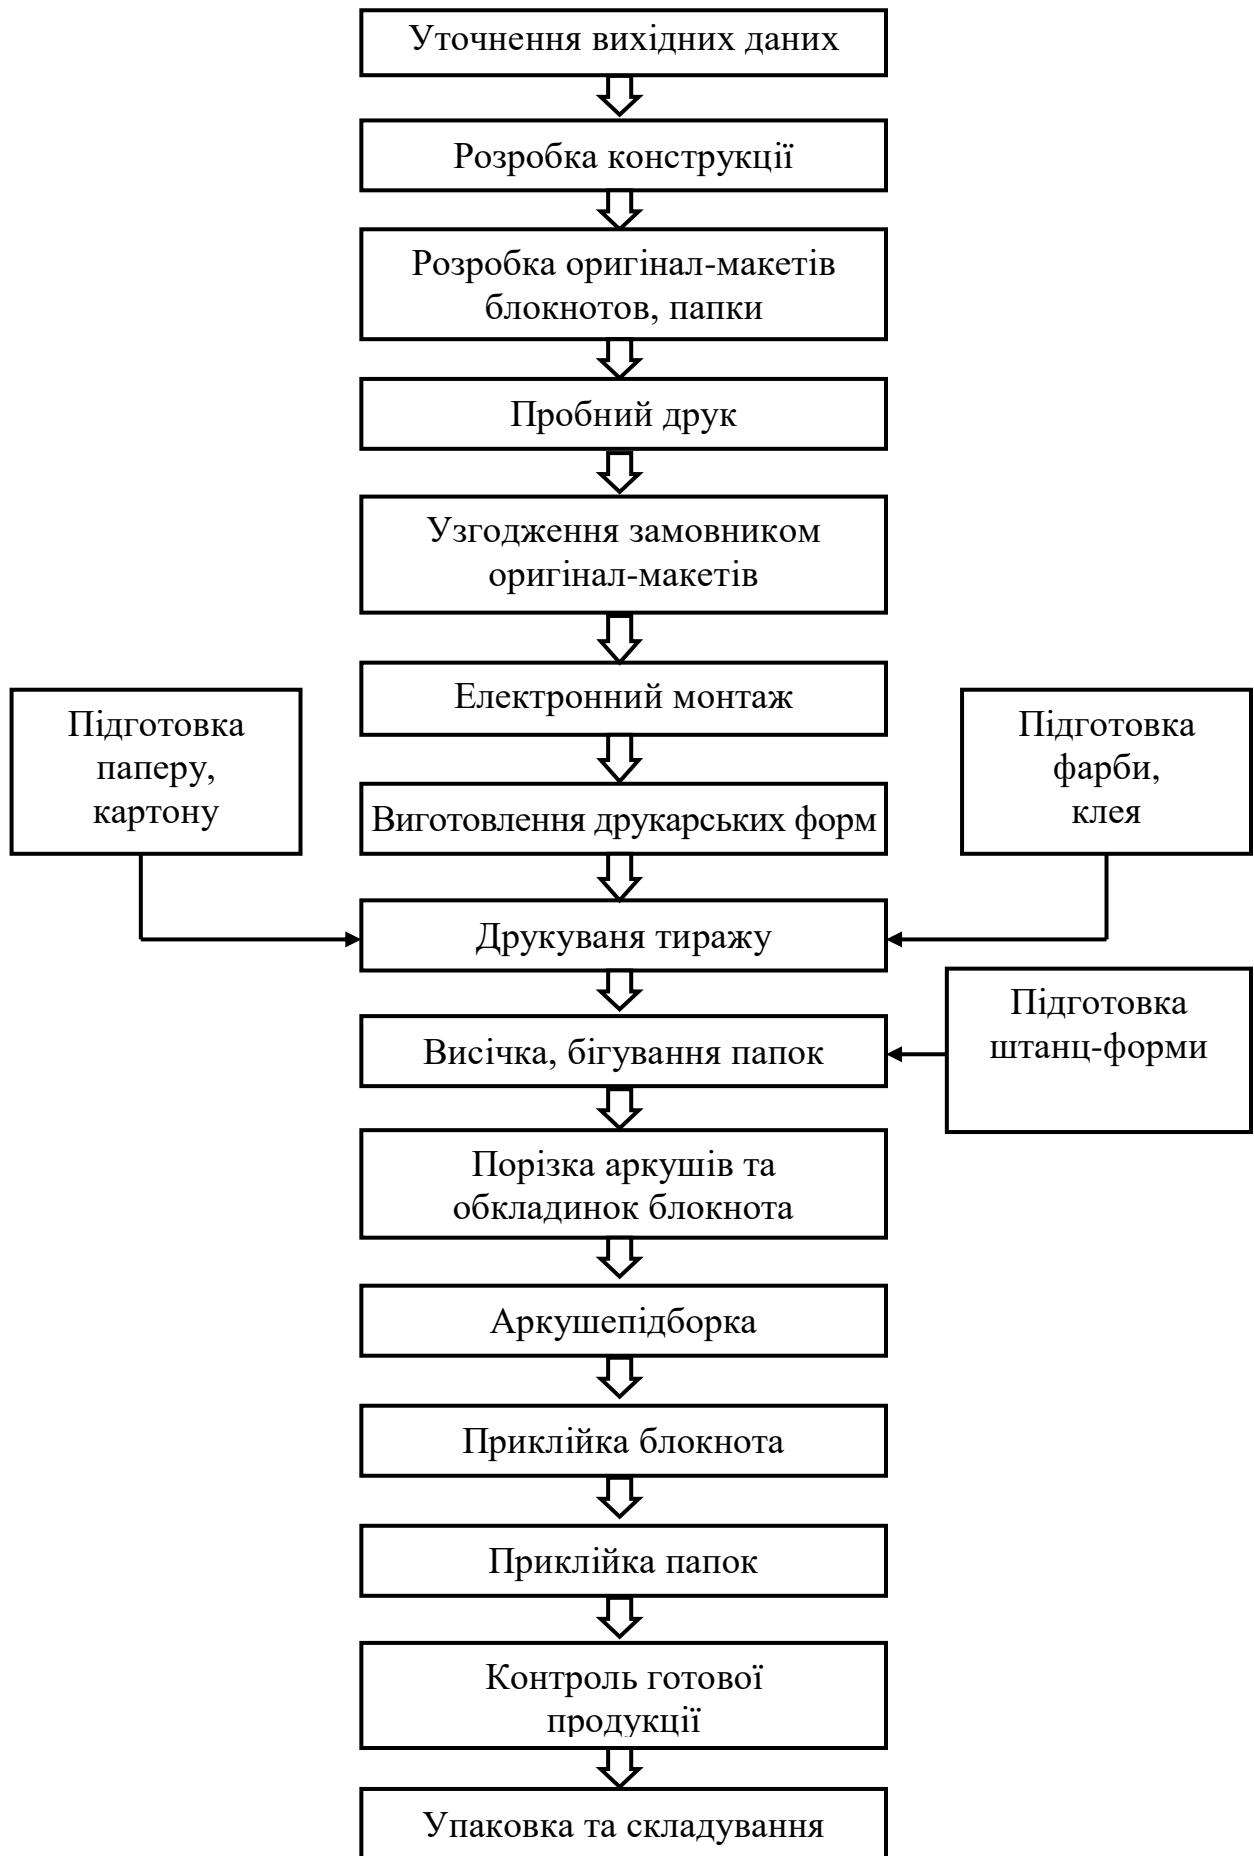 Уточнення вихідних даних
Розробка конструкції
Розробка оригінал-макетів
блокнотов, папки
Пробний друк
Узгодження замовником
оригінал-макетів
Електронний монтаж
Підготовка
паперу,
картону
Підготовка
фарби,
клея
Виготовлення друкарських форм
Друкуваня тиражу
Підготовка
штанц-форми
Висічка, бігування папок
Порізка аркушів та
обкладинок блокнота
Аркушепідборка
Приклійка блокнота
Приклійка папок
Контроль готової
продукції
Упаковка та складування